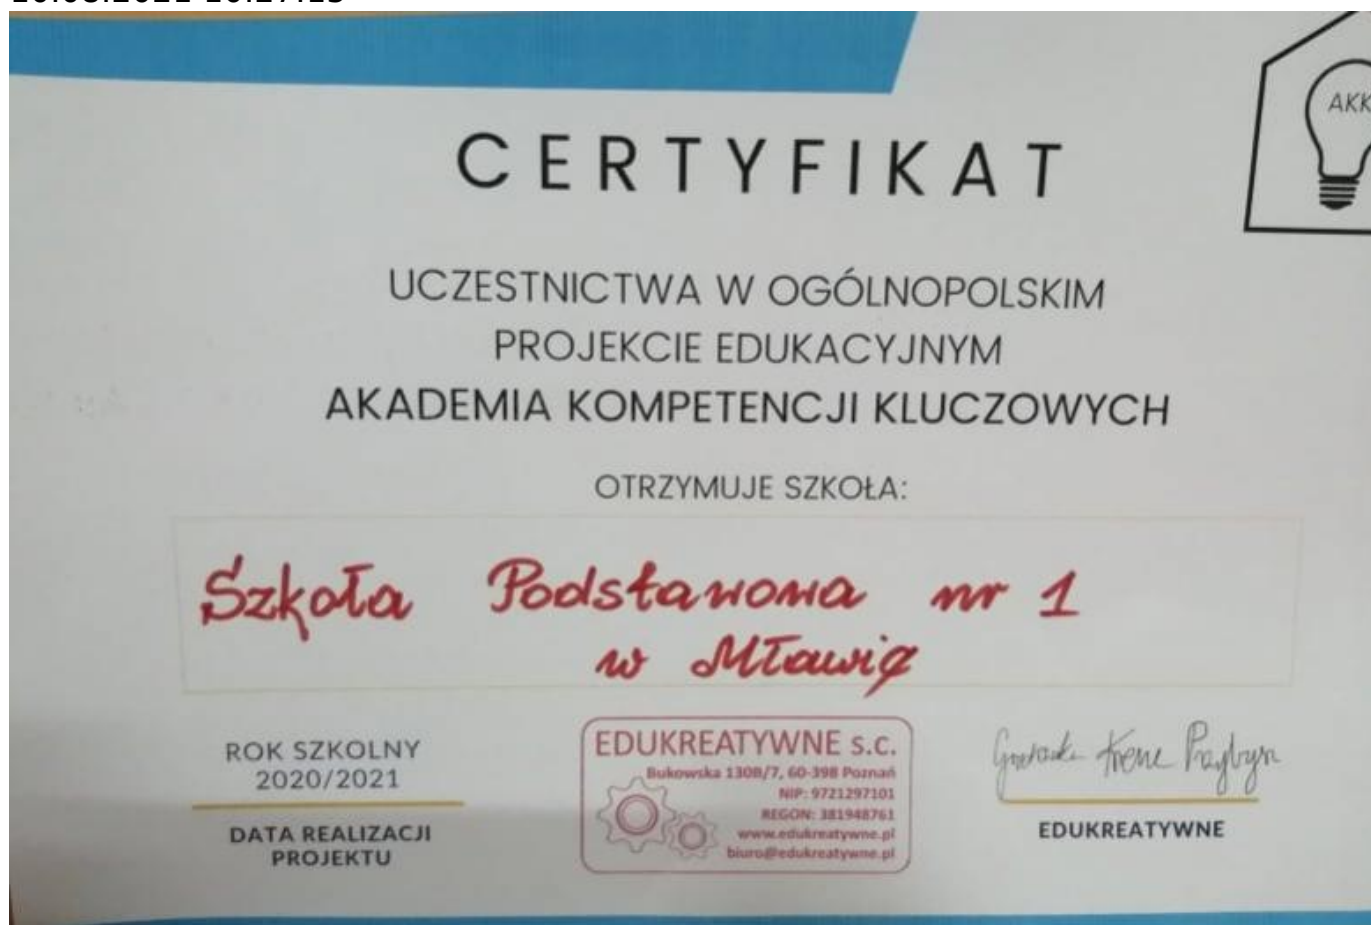 AKK
CERTYFIKAT
UCZESTNICTWA W OGÓLNOPOLSKIM
PROJEKCIE EDUKACYJNYM
AKADEMIA KOMPETENCJI KLUCZOWYCH
OTRZYMUJE SZKOŁA:
Szkoła Podstawowa nr 1
w Mławie
ROK SZKOLNY
2020/2021
DATA REALIZACJI
PROJEKTU
EDUKREATYWNE s.c.
Bukowska 130B/7, 60-398 Poznań
NIP: 9721297101
REGON: 381948761
www.edukreatywne.pl
biuro@edukreatywne.pl
EDUKREATYWNE